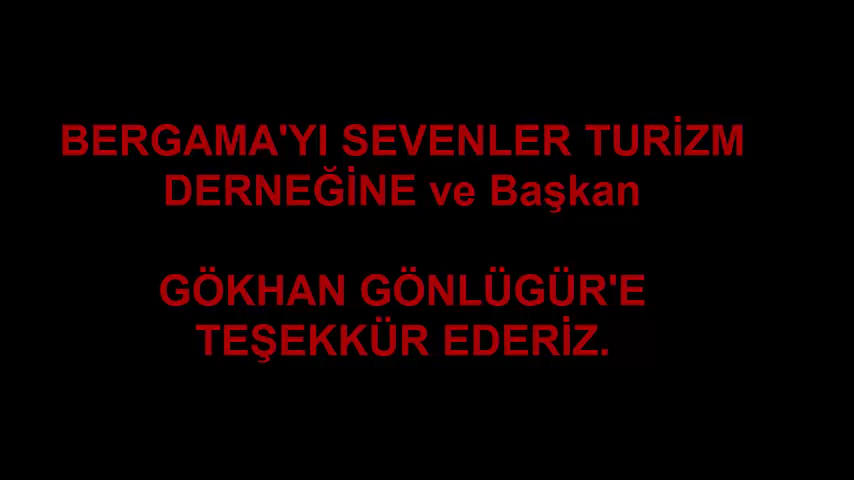 BERGAMA'YI SEVENLER TURİZM
DERNEĞİNE ve Başkan
GÖKHAN GÖNLÜGÜR'E
TEŞEKKÜR EDERİZ.